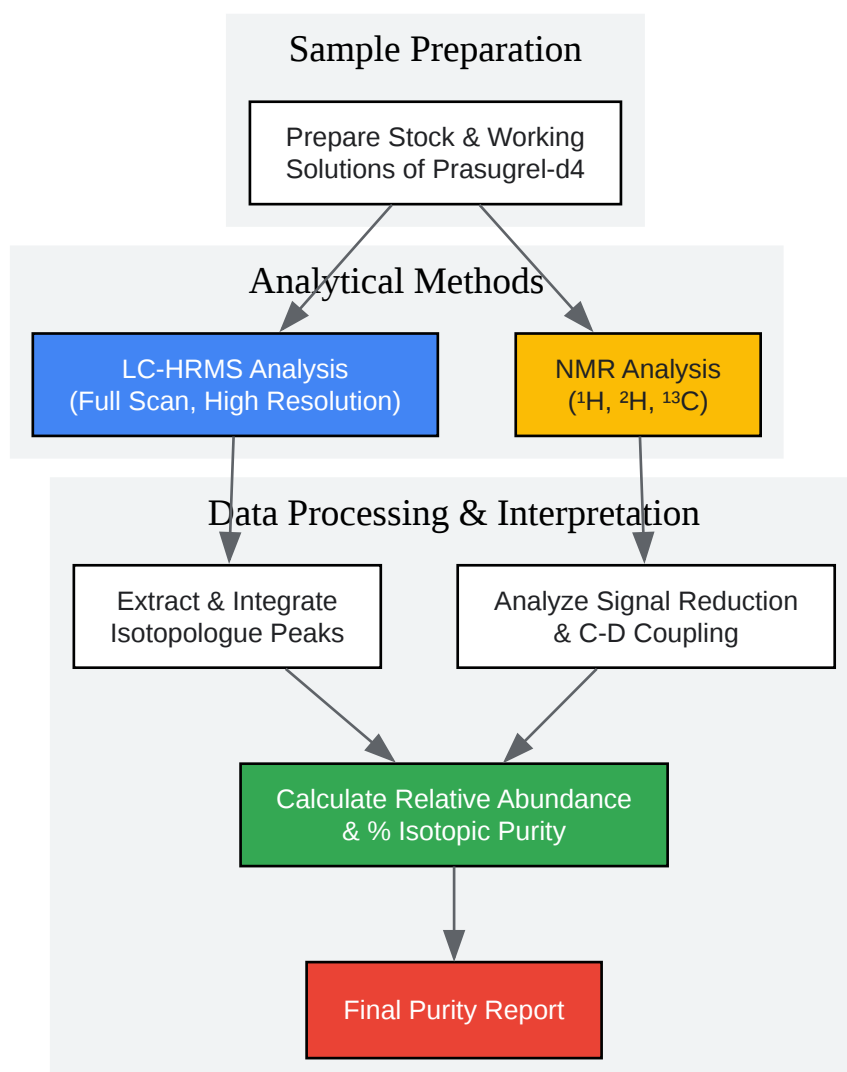 Sample Preparation
Prepare Stock & Working
Solutions of Prasugrel-d4
Analytical Methods
LC-HRMS Analysis
(Full Scan, High Resolution)
NMR Analysis
(¹H, ²H, ¹³C)
Data Processing & Interpretation
Extract & Integrate
Isotopologue Peaks
Analyze Signal Reduction
& C-D Coupling
Calculate Relative Abundance
& % Isotopic Purity
Final Purity Report